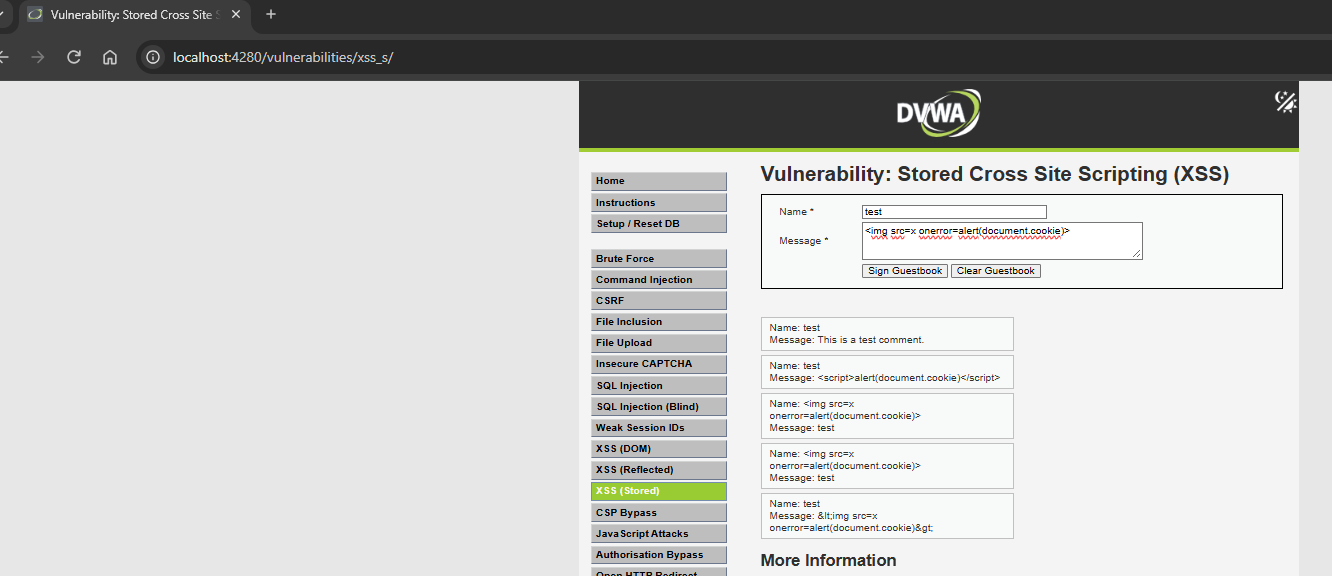 Vulnerability: Stored Cross Site S
localhost:4280/vulnerabilities/xss_s/
DVWA
Home
Instructions
Setup / Reset DB
Brute Force
Command Injection
CSRF
File Inclusion
File Upload
Insecure CAPTCHA
SQL Injection
SQL Injection (Blind)
Weak Session IDs
XSS (DOM)
XSS (Reflected)
XSS (Stored)
CSP Bypass
JavaScript Attacks
Authorisation Bypass
Open HTTP Redirect
Vulnerability: Stored Cross Site Scripting (XSS)
Name * test
Message * <img src=x onerror=alert(document.cookie)>
Sign Guestbook Clear Guestbook
Name: test
Message: This is a test comment.
Name: test
Message: <script>alert(document.cookie)</script>
Name: <img src=x
onerror=alert(document.cookie)>
Message: test
Name: <img src=x
onerror=alert(document.cookie)>
Message: test
Name: test
Message: &lt;img src=x
onerror=alert(document.cookie)&gt;
More Information